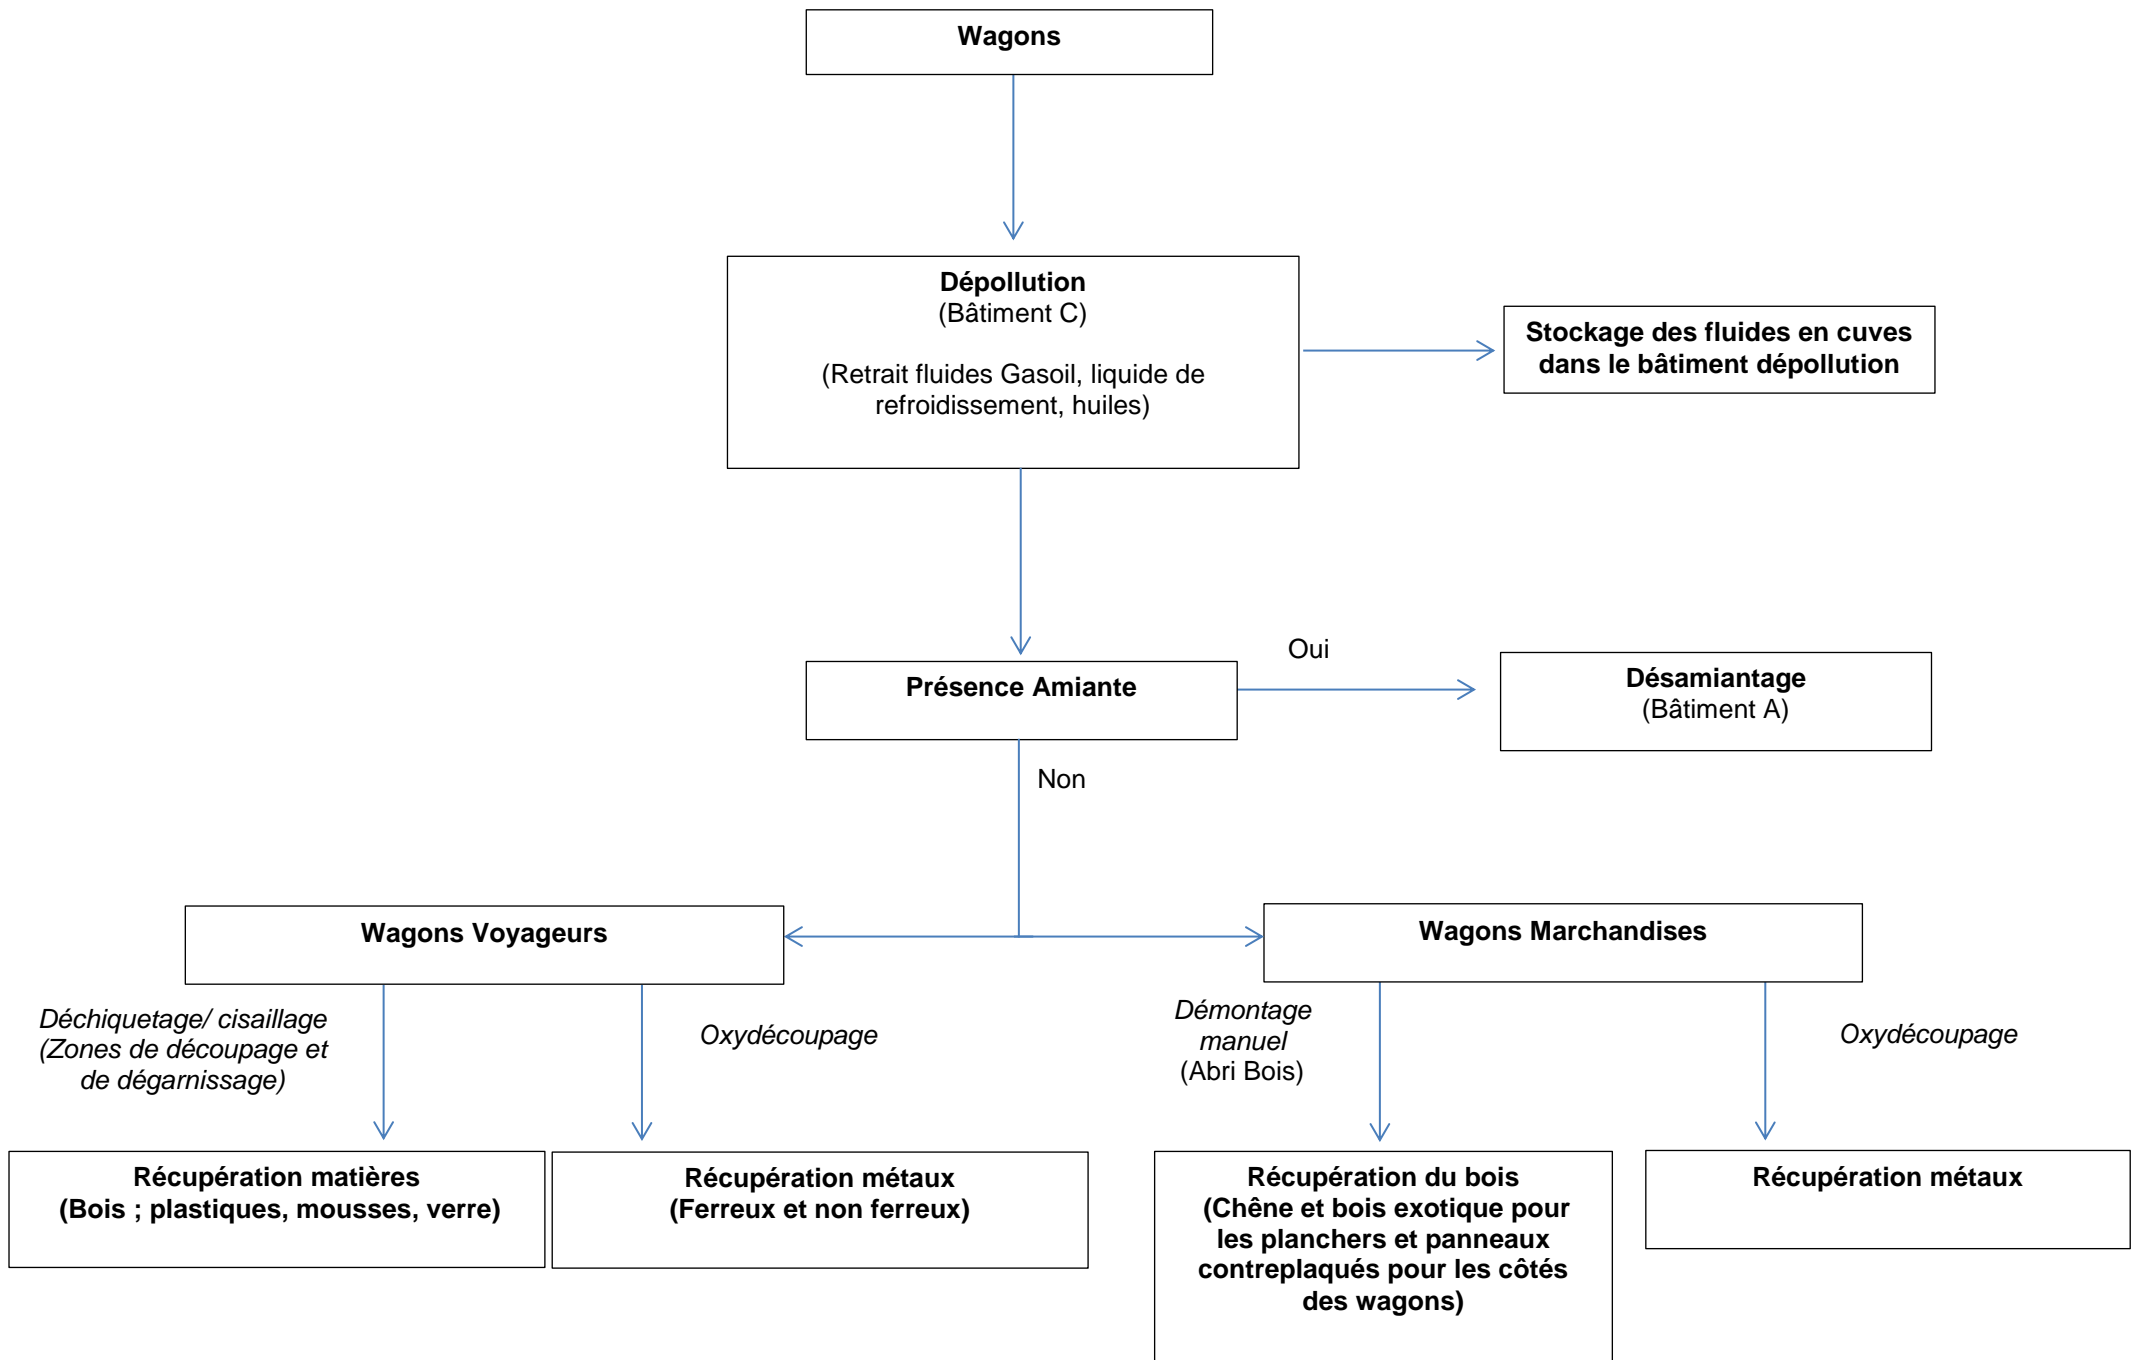 Wagons
Dépollution
(Bâtiment C)
(Retrait fluides Gasoil, liquide de
refroidissement, huiles)
Stockage des fluides en cuves
dans le bâtiment dépollution
Oui
Présence Amiante
Désamiantage
(Bâtiment A)
Non
Wagons Voyageurs
Wagons Marchandises
Déchiquetage/ cisaillage
(Zones de découpage et
de dégarnissage)
Oxydécoupage
Démontage
manuel
(Abri Bois)
Oxydécoupage
Récupération matières
(Bois ; plastiques, mousses, verre)
Récupération métaux
(Ferreux et non ferreux)
Récupération du bois
(Chêne et bois exotique pour
les planchers et panneaux
contreplaqués pour les côtés
des wagons)
Récupération métaux